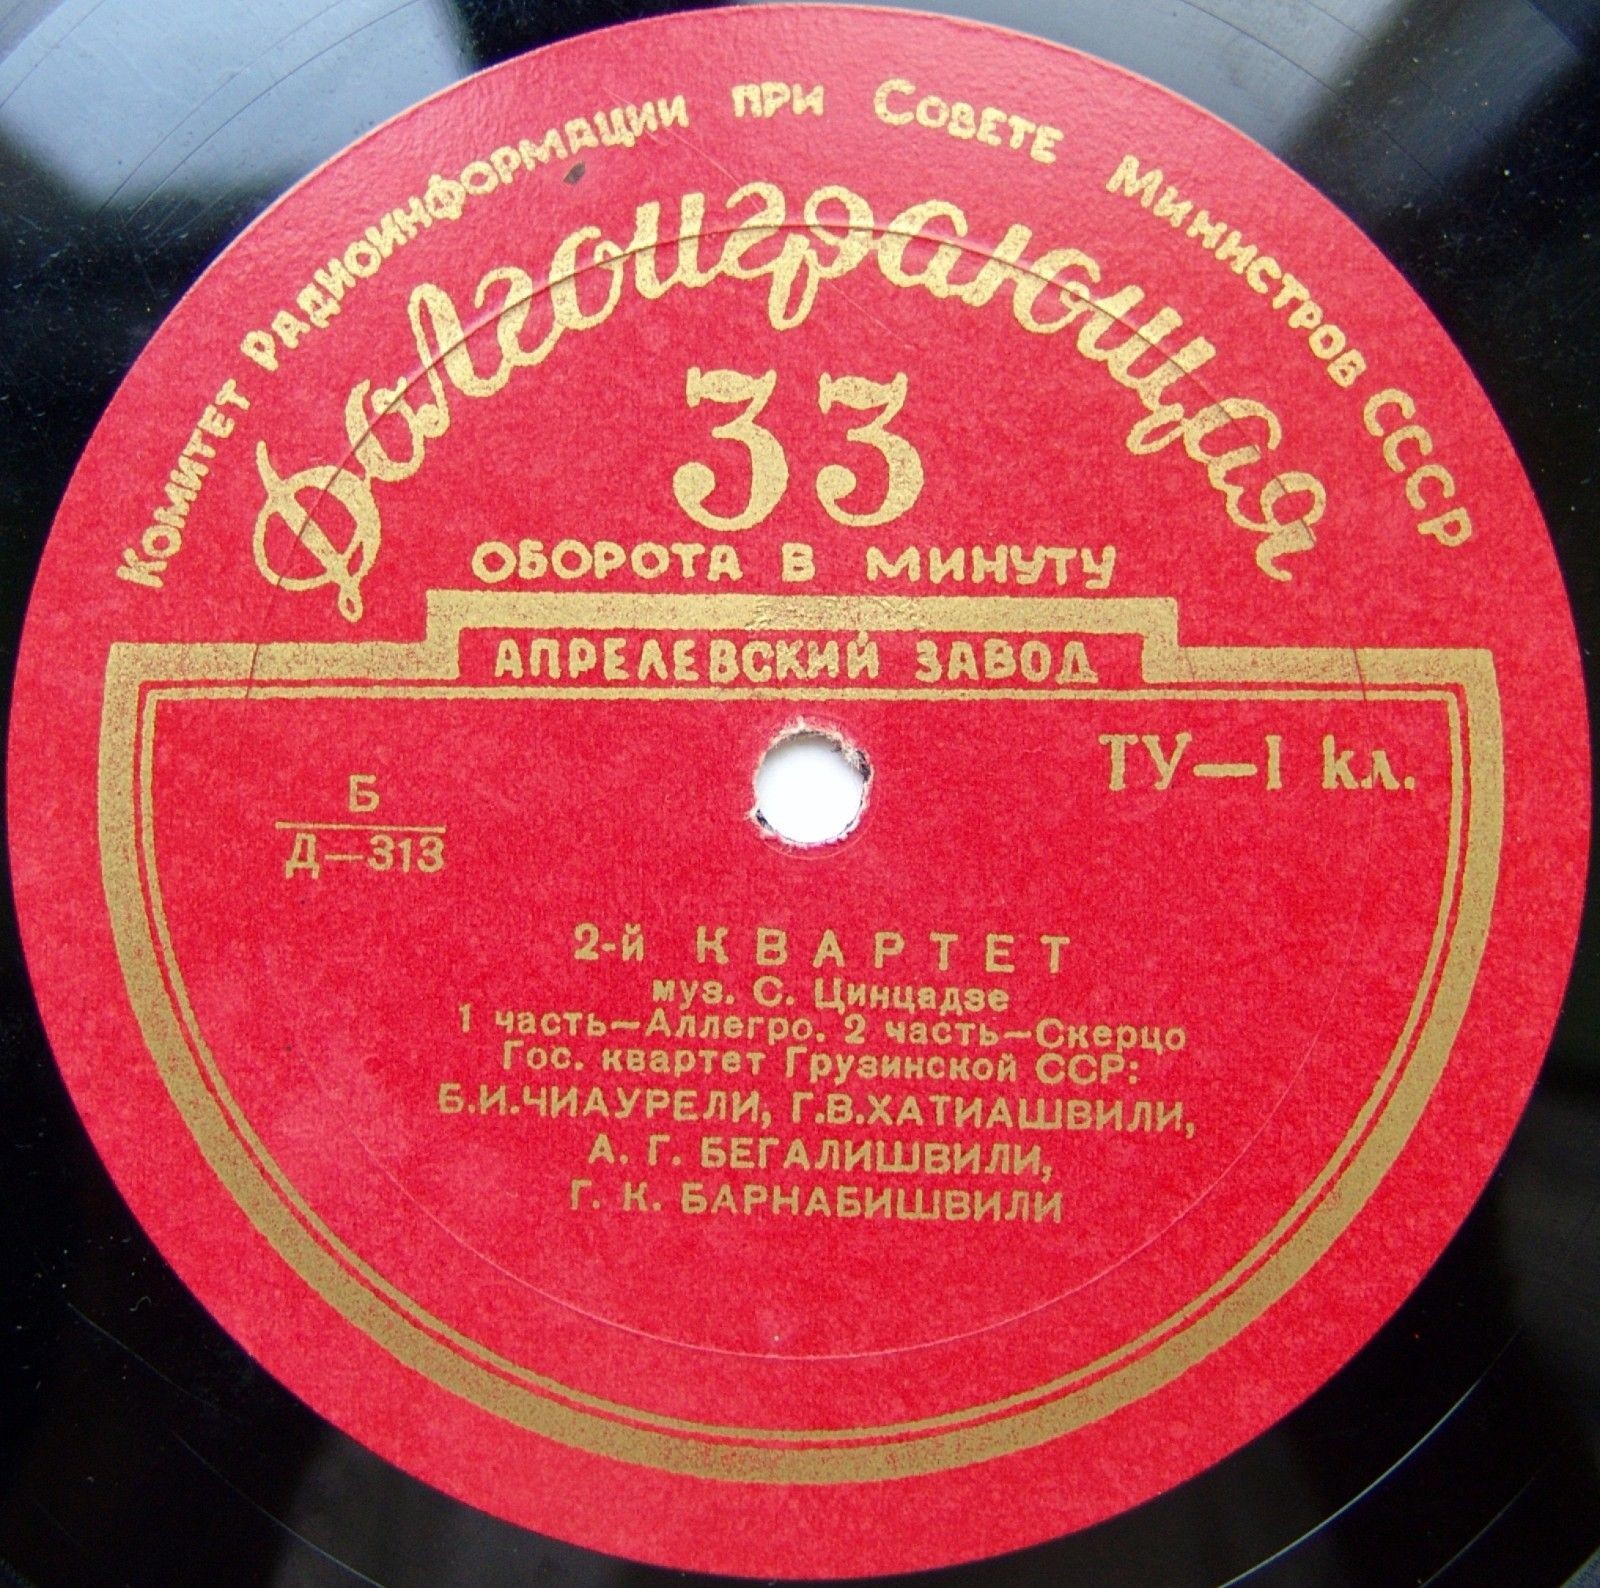 Комитет Радиоинформации при Совете Министров СССР
Долгоиграющая
33
ОБОРОТА В МИНУТУ
АПРЕЛЕВСКИЙ ЗАВОД
ТУ—I кл.
Б
Д—313
2-й КВАРТЕТ
муз. С. Цинцадзе
1 часть—Аллегро. 2 часть—Скерцо
Гос. квартет Грузинской ССР:
Б.И.ЧИАУРЕЛИ, Г.В.ХАТИАШВИЛИ,
А. Г. БЕГАЛИШВИЛИ,
Г. К. БАРНАБИШВИЛИ